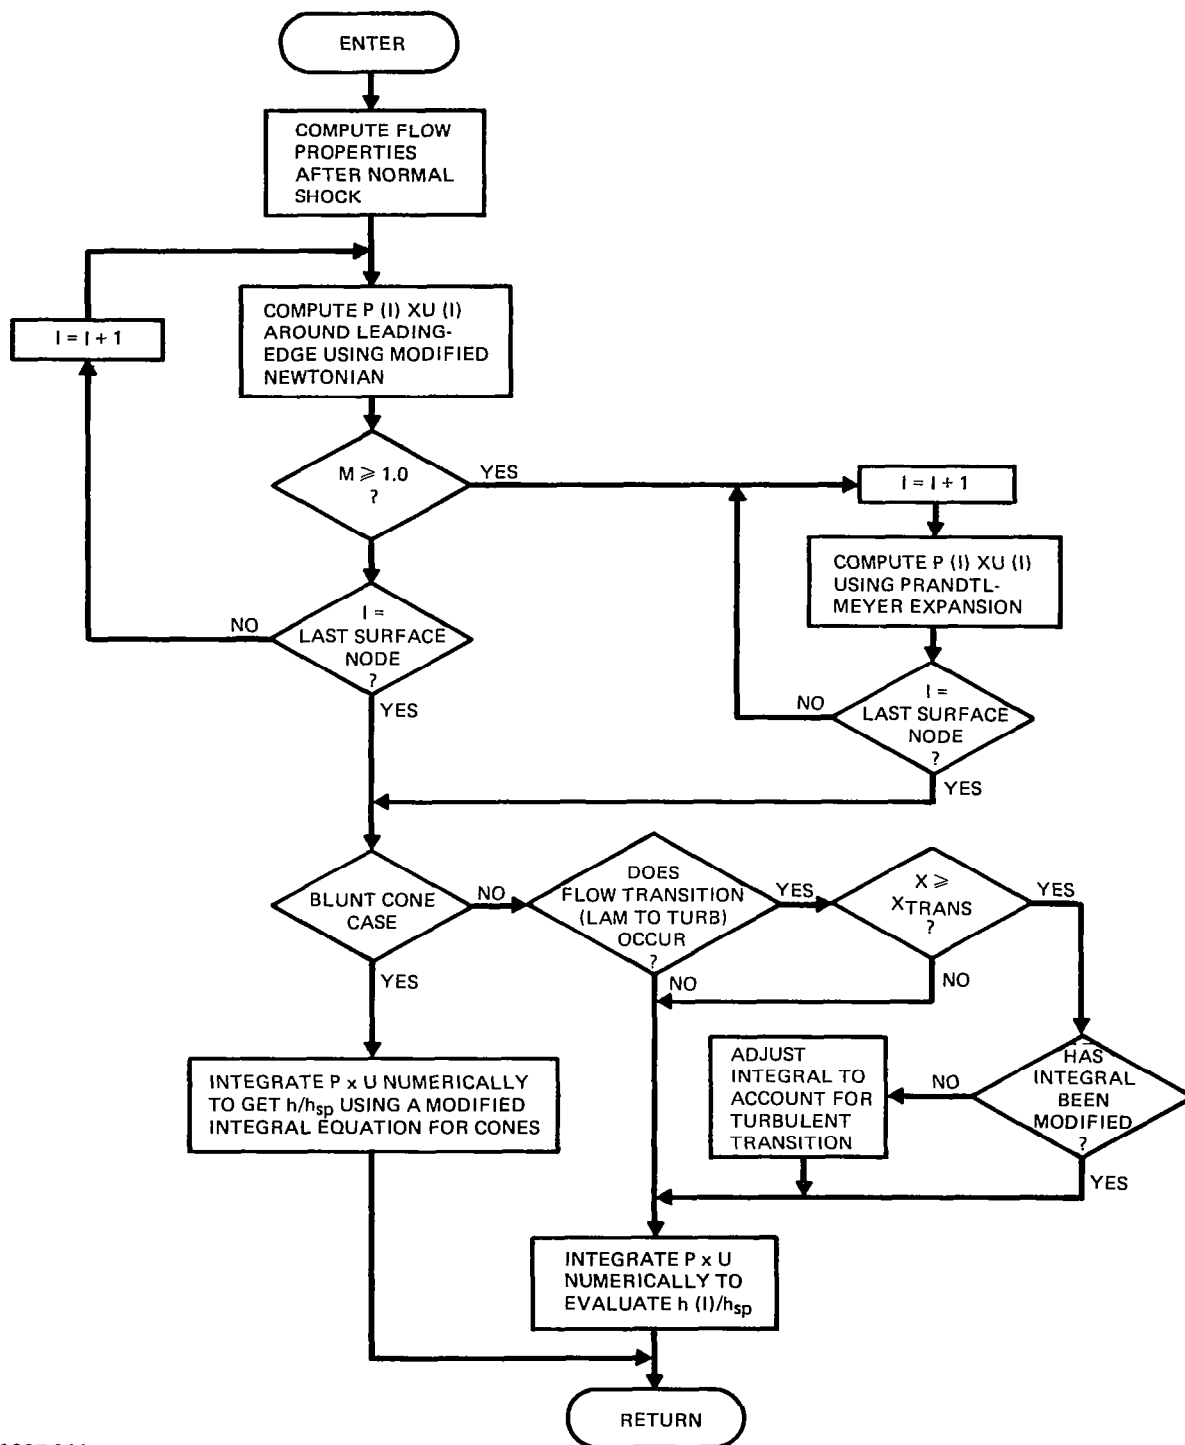 ENTER
COMPUTE FLOW
PROPERTIES
AFTER NORMAL
SHOCK
COMPUTE P (I) XU (I)
AROUND LEADING-
EDGE USING MODIFIED
NEWTONIAN
I = I + 1
M ⩾ 1.0
?
YES
I = I + 1
COMPUTE P (I) XU (I)
USING PRANDTL-
MEYER EXPANSION
I =
LAST SURFACE
NODE
?
NO
YES
I =
LAST SURFACE
NODE
?
NO
YES
BLUNT CONE
CASE
NO
YES
DOES
FLOW TRANSITION
(LAM TO TURB)
OCCUR
?
YES
NO
X ⩾
XTRANS
?
YES
NO
HAS
INTEGRAL
BEEN
MODIFIED
?
NO
YES
ADJUST
INTEGRAL TO
ACCOUNT FOR
TURBULENT
TRANSITION
INTEGRATE P x U NUMERICALLY
TO GET h/hsp USING A MODIFIED
INTEGRAL EQUATION FOR CONES
INTEGRATE P x U
NUMERICALLY TO
EVALUATE h (I)/hsp
RETURN